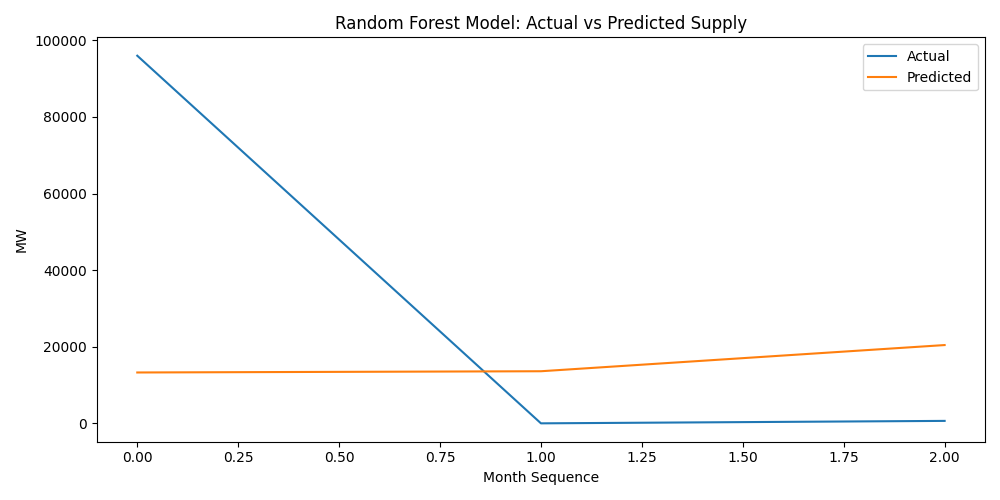 Random Forest Model: Actual vs Predicted Supply
100000
80000
60000
40000
20000
0
MW
Actual
Predicted
0.00 0.25 0.50 0.75 1.00 1.25 1.50 1.75 2.00
Month Sequence